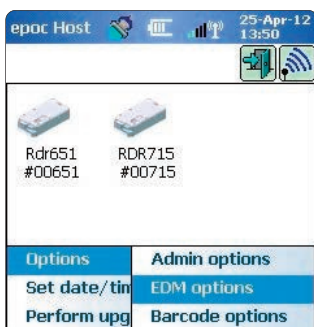 epoc Host
25-Apr-12
13:50
Rdr651
#00651
RDR715
#00715
Options
Admin options
Set date/tim
EDM options
Perform upg
Barcode options